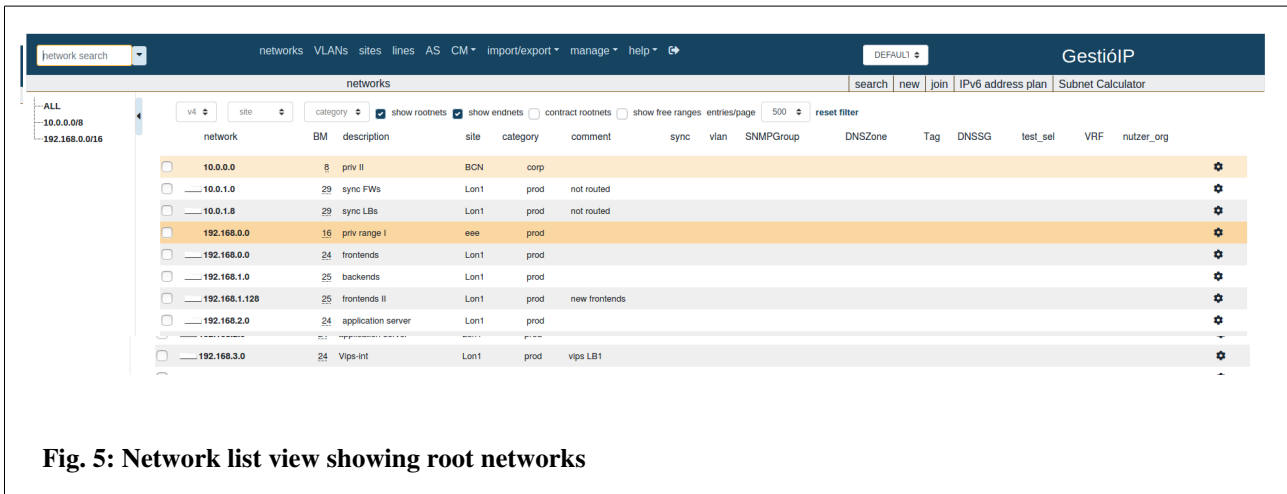 network search networks VLANs sites lines AS CM import/export manage help DEFAULT GestióIP
networks search new join IPv6 address plan Subnet Calculator
ALL
10.0.0.0/8
192.168.0.0/16
v4 site category show rootnets show endnets contract rootnets show free ranges entries/page 500 reset filter
network BM description site category comment sync vlan SNMPGroup DNSZone Tag DNSSG test_sel VRF nutzer_org
10.0.0.0 8 priv II BCN corp
10.0.1.0 29 sync FWs Lon1 prod not routed
10.0.1.8 29 sync LBs Lon1 prod not routed
192.168.0.0 16 priv range I eee prod
192.168.0.0 24 frontends Lon1 prod
192.168.1.0 25 backends Lon1 prod
192.168.1.128 25 frontends II Lon1 prod new frontends
192.168.2.0 24 application server Lon1 prod
192.168.3.0 24 Vips-int Lon1 prod vips LB1
Fig. 5: Network list view showing root networks